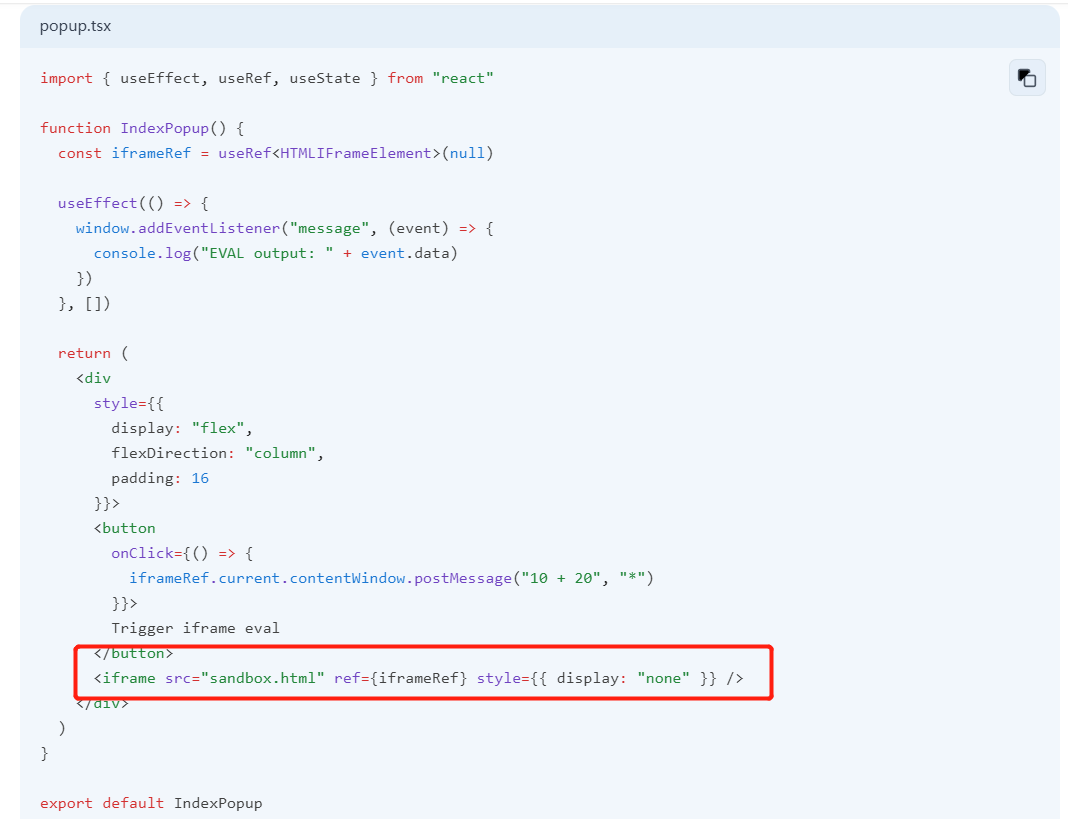 popup.tsx
import { useEffect, useRef, useState } from "react"
function IndexPopup() {
const iframeRef = useRef<HTMLIFrameElement>(null)
useEffect(() => {
window.addEventListener("message", (event) => {
console.log("EVAL output: " + event.data)
})
}, [])
return (
<div
style={{
display: "flex",
flexDirection: "column",
padding: 16
}}>
<button
onClick={() => {
iframeRef.current.contentWindow.postMessage("10 + 20", "*")
}}>
Trigger iframe eval
</button>
<iframe src="sandbox.html" ref={iframeRef} style={{ display: "none" }} />
</div>
)
}
export default IndexPopup